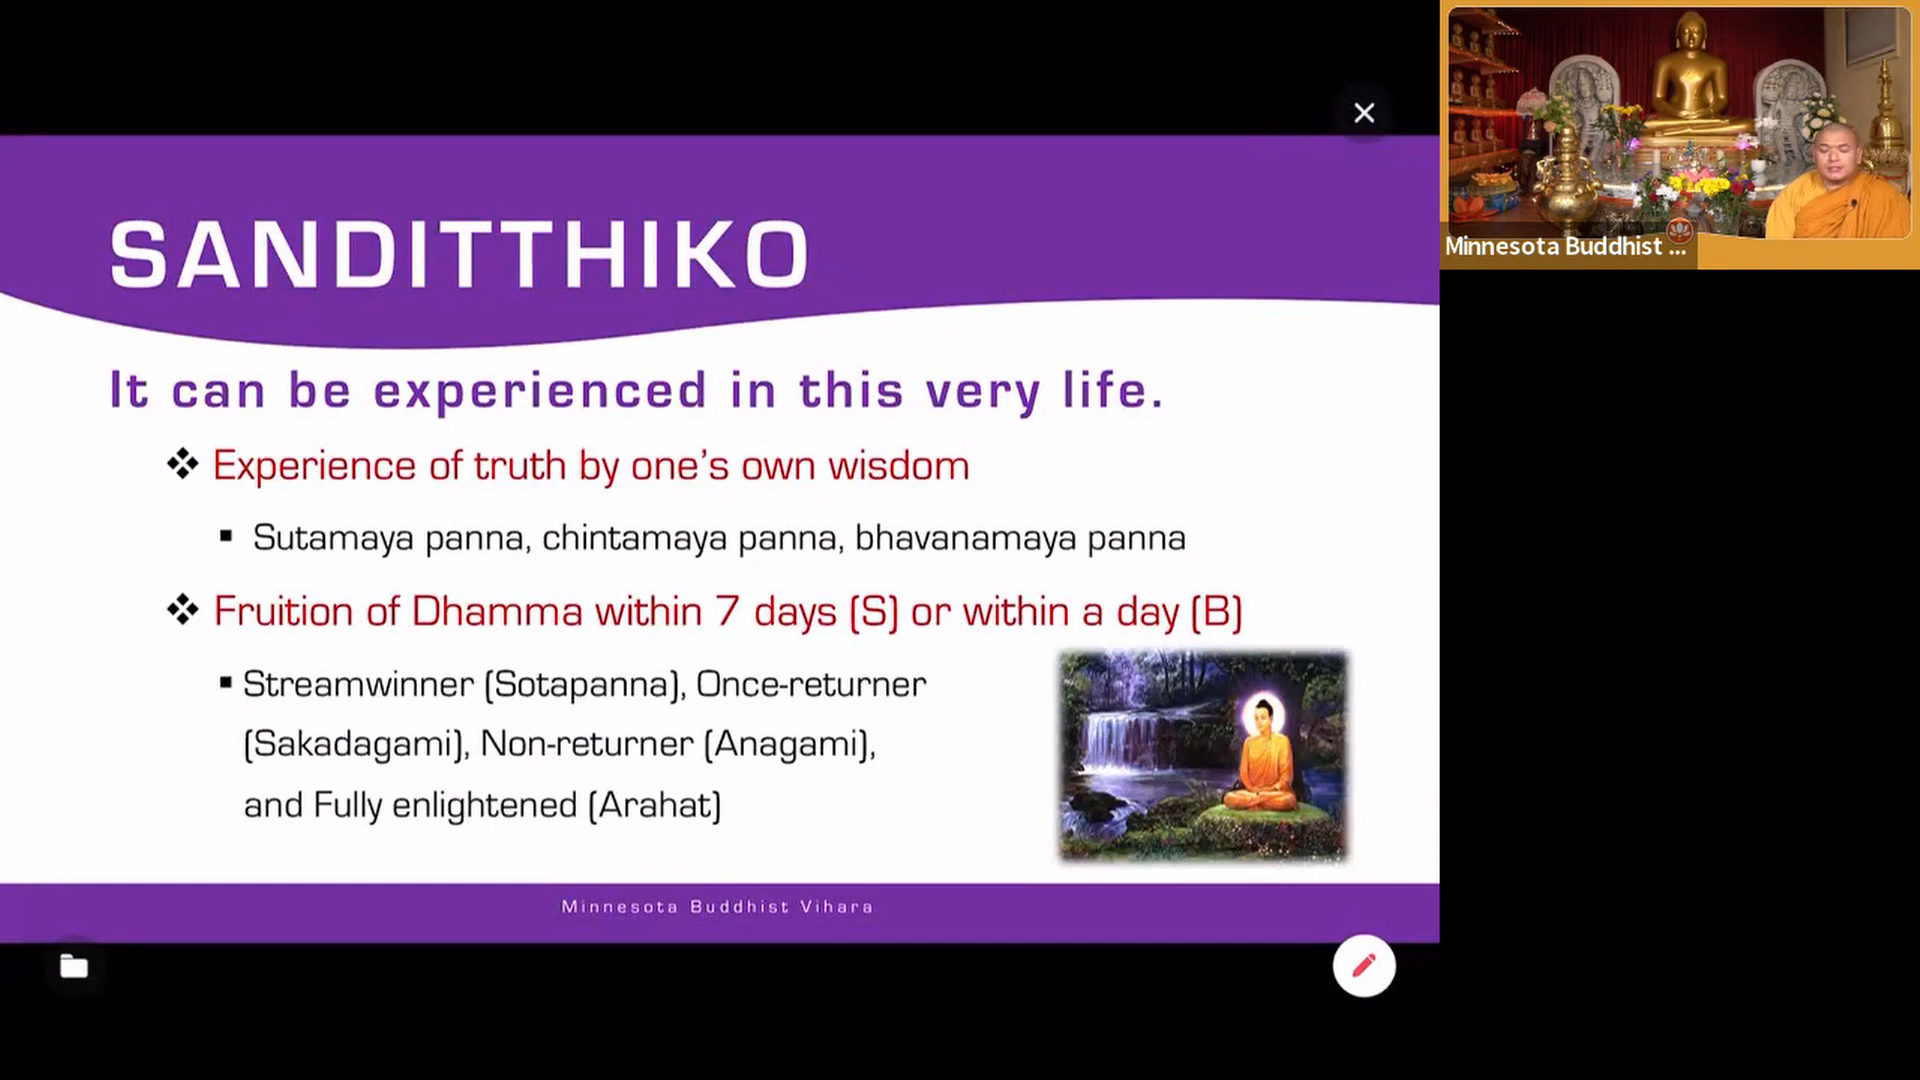 SANDITTHIKO
It can be experienced in this very life.
Experience of truth by one's own wisdom
Sutamaya panna, chintamaya panna, bhavanamaya panna
Fruition of Dhamma within 7 days (S) or within a day (B)
Streamwinner (Sotapanna), Once-returner
(Sakadagami), Non-returner (Anagami),
and Fully enlightened (Arahat)
Minnesota Buddhist Vihara
Minnesota Buddhist ...